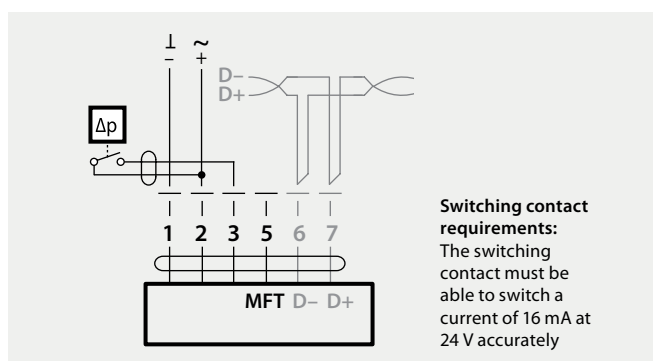 ⊥ ~
– +
D–
D+
Δp
1 2 3 5 6 7
MFT D– D+
Switching contact
requirements:
The switching
contact must be
able to switch a
current of 16 mA at
24 V accurately